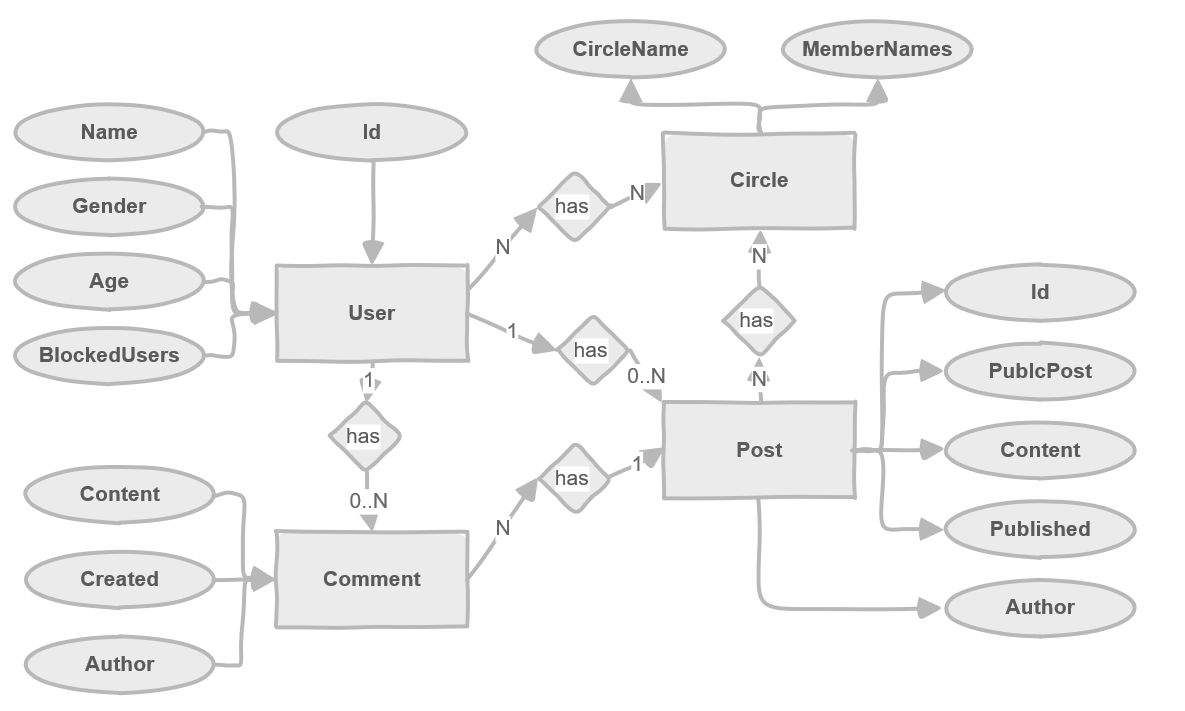 CircleName
MemberNames
Name
Id
Gender
Circle
has
N
N
Age
N
Id
User
has
1
has
BlockedUsers
0..N
PublcPost
1
N
has
Content
Post
Content
1
has
0..N
N
Published
Created
Comment
Author
Author